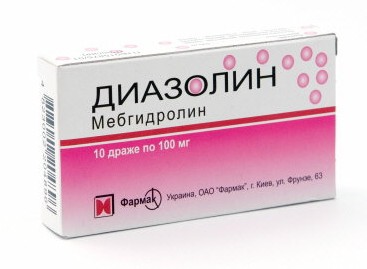 ДИАЗОЛИН
Мебгидролин
10 драже по 100 мг
Фармак
Украина, ОАО "Фармак", г. Киев, ул. Фрунзе, 63